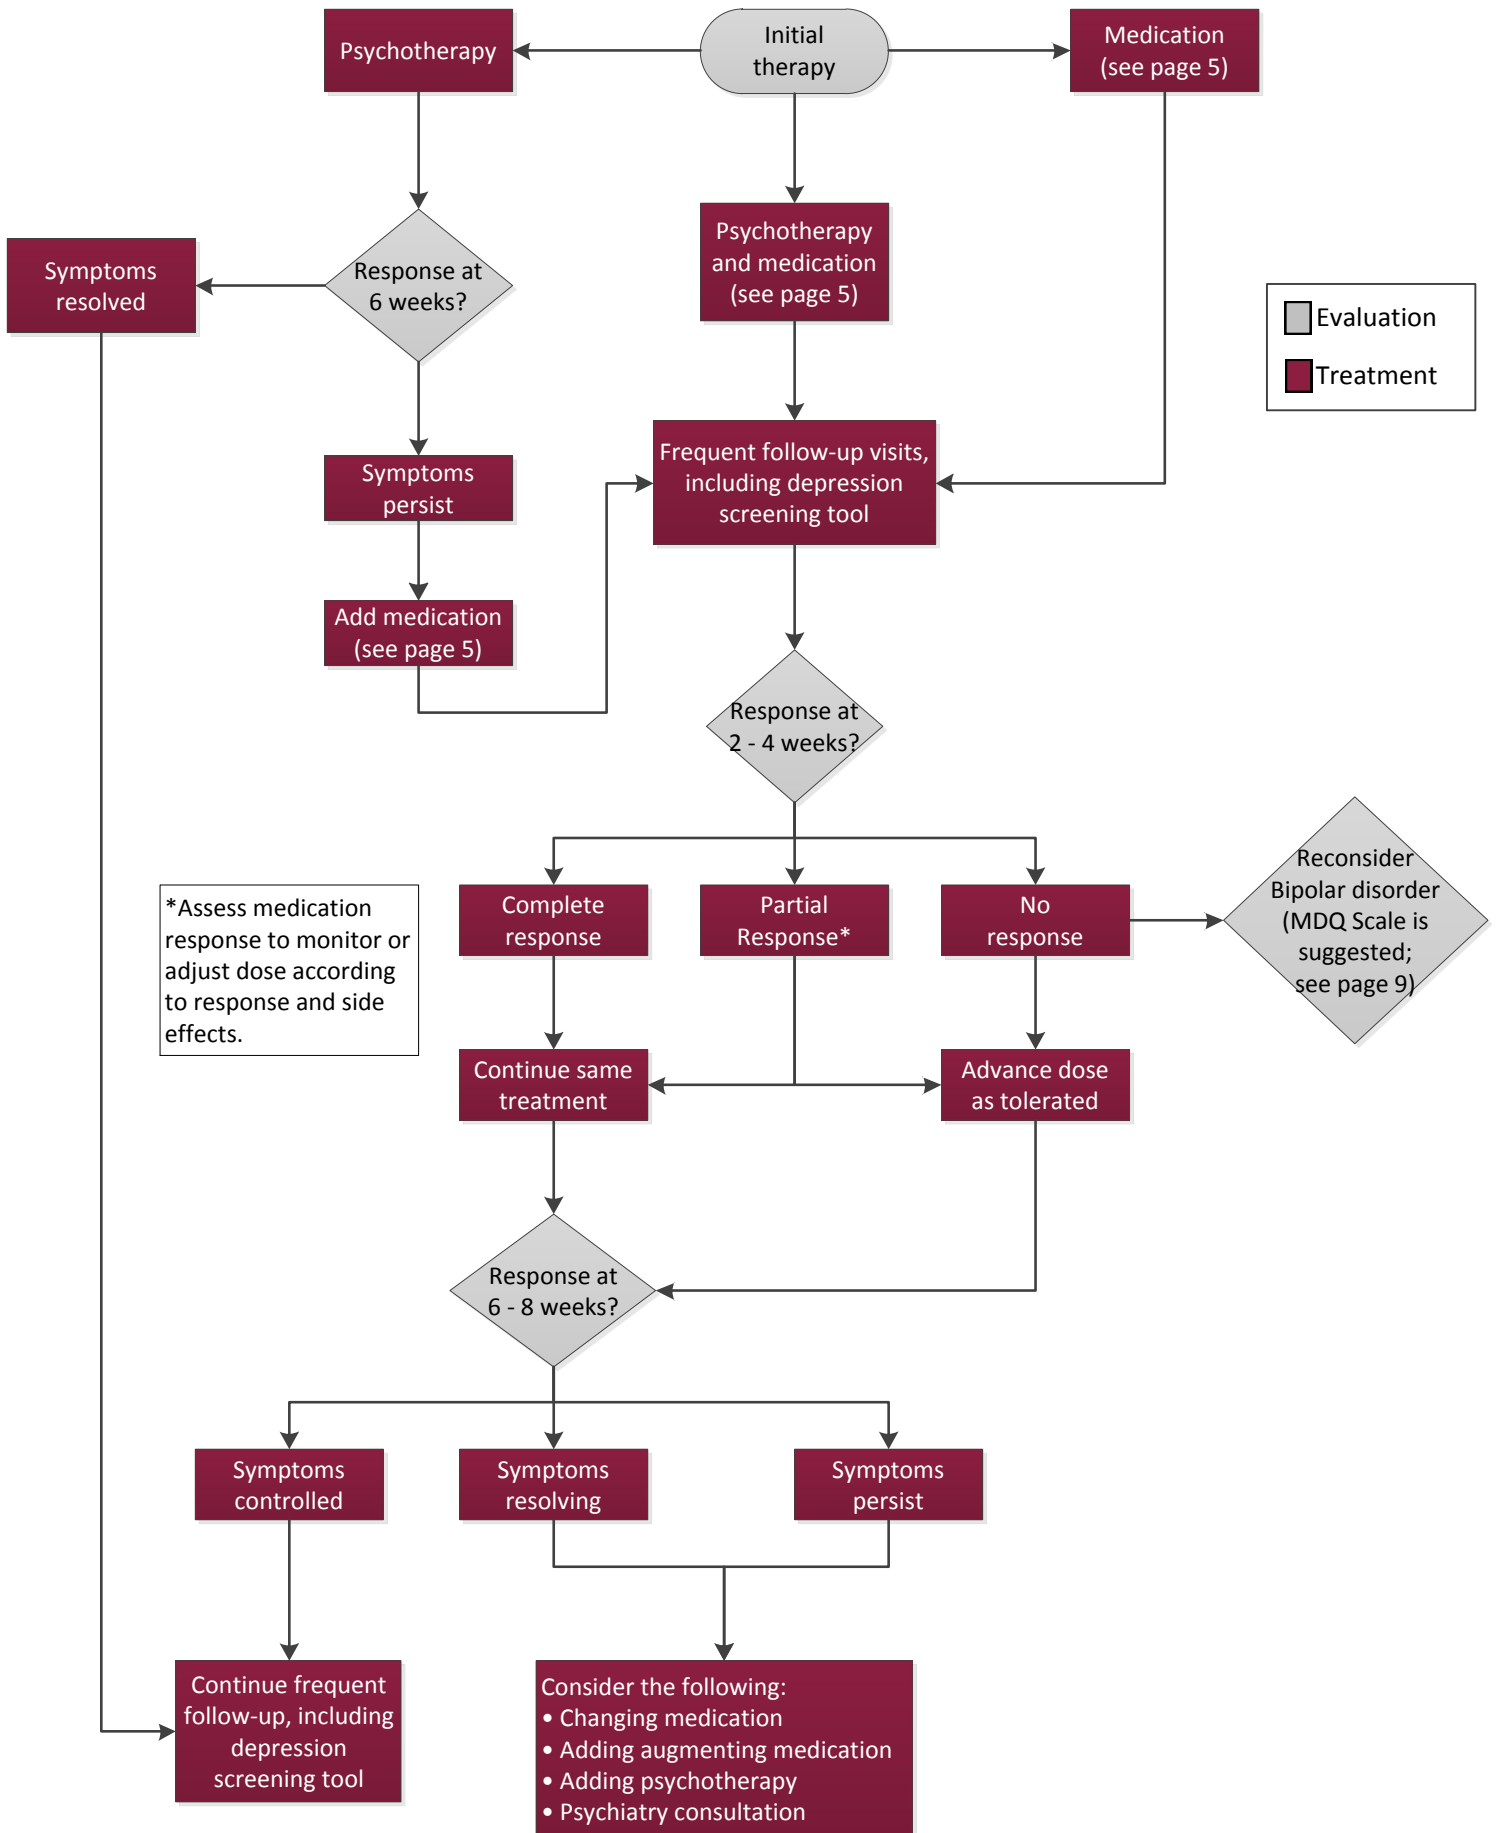 Psychotherapy
Initial
therapy
Medication
(see page 5)
Psychotherapy
and medication
(see page 5)
Symptoms
resolved
Response at
6 weeks?
Evaluation
Treatment
Symptoms
persist
Frequent follow-up visits,
including depression
screening tool
Add medication
(see page 5)
Response at
2 - 4 weeks?
*Assess medication
response to monitor or
adjust dose according
to response and side
effects.
Complete
response
Partial
Response*
No
response
Reconsider
Bipolar disorder
(MDQ Scale is
suggested;
see page 9)
Continue same
treatment
Advance dose
as tolerated
Response at
6 - 8 weeks?
Symptoms
controlled
Symptoms
resolving
Symptoms
persist
Continue frequent
follow-up, including
depression
screening tool
Consider the following:
• Changing medication
• Adding augmenting medication
• Adding psychotherapy
• Psychiatry consultation